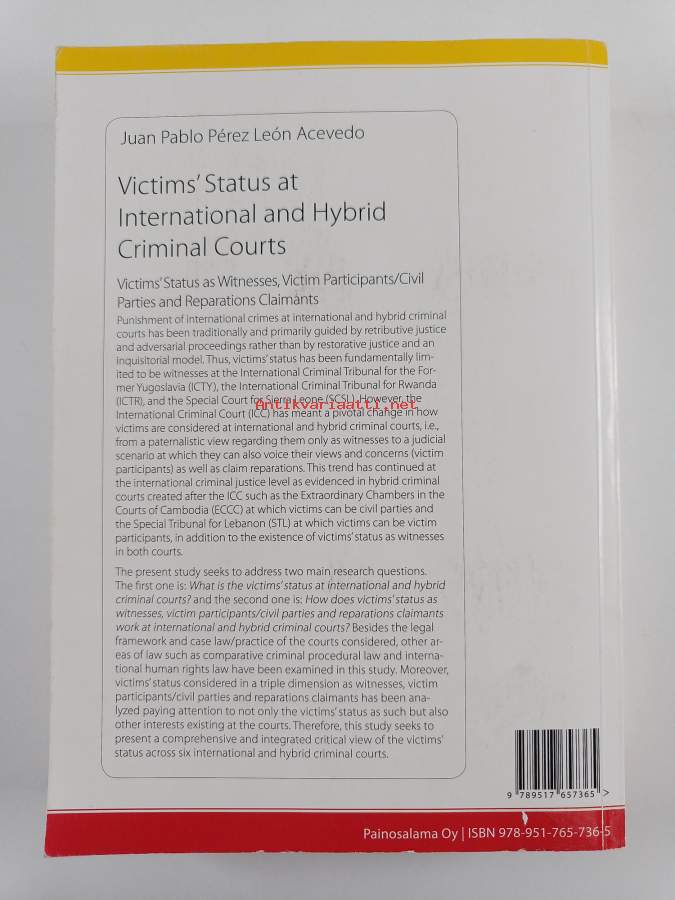 Juan Pablo Pérez León Acevedo
Victims' Status at
International and Hybrid
Criminal Courts
Victims' Status as Witnesses, Victim Participants/Civil
Parties and Reparations Claimants
Punishment of international crimes at international and hybrid criminal
courts has been traditionally and primarily guided by retributive justice
and adversarial proceedings rather than by restorative justice and an
inquisitorial model. Thus, victims' status has been fundamentally lim-
ited to be witnesses at the International Criminal Tribunal for the For-
mer Yugoslavia (ICTY), the International Criminal Tribunal for Rwanda
(ICTR), and the Special Court for Sierra Leone (SCSL). However, the
Antikvariaatti.net
International Criminal Court (ICC) has meant a pivotal change in how
victims are considered at international and hybrid criminal courts, i.e.,
from a paternalistic view regarding them only as witnesses to a judicial
scenario at which they can also voice their views and concerns (victim
participants) as well as claim reparations. This trend has continued at
the international criminal justice level as evidenced in hybrid criminal
courts created after the ICC such as the Extraordinary Chambers in the
Courts of Cambodia (ECCC) at which victims can be civil parties and
the Special Tribunal for Lebanon (STL) at which victims can be victim
participants, in addition to the existence of victims' status as witnesses
in both courts.
The present study seeks to address two main research questions.
The first one is: What is the victims' status at international and hybrid
criminal courts? and the second one is: How does victims' status as
witnesses, victim participants/civil parties and reparations claimants
work at international and hybrid criminal courts? Besides the legal
framework and case law/practice of the courts considered, other ar-
eas of law such as comparative criminal procedural law and interna-
tional human rights law have been examined in this study. Moreover,
victims' status considered in a triple dimension as witnesses, victim
participants/civil parties and reparations claimants has been ana-
lyzed paying attention to not only the victims' status as such but also
other interests existing at the courts. Therefore, this study seeks to
present a comprehensive and integrated critical view of the victims'
status across six international and hybrid criminal courts.
9 789517 657365 >
Painosalama Oy | ISBN 978-951-765-736-5